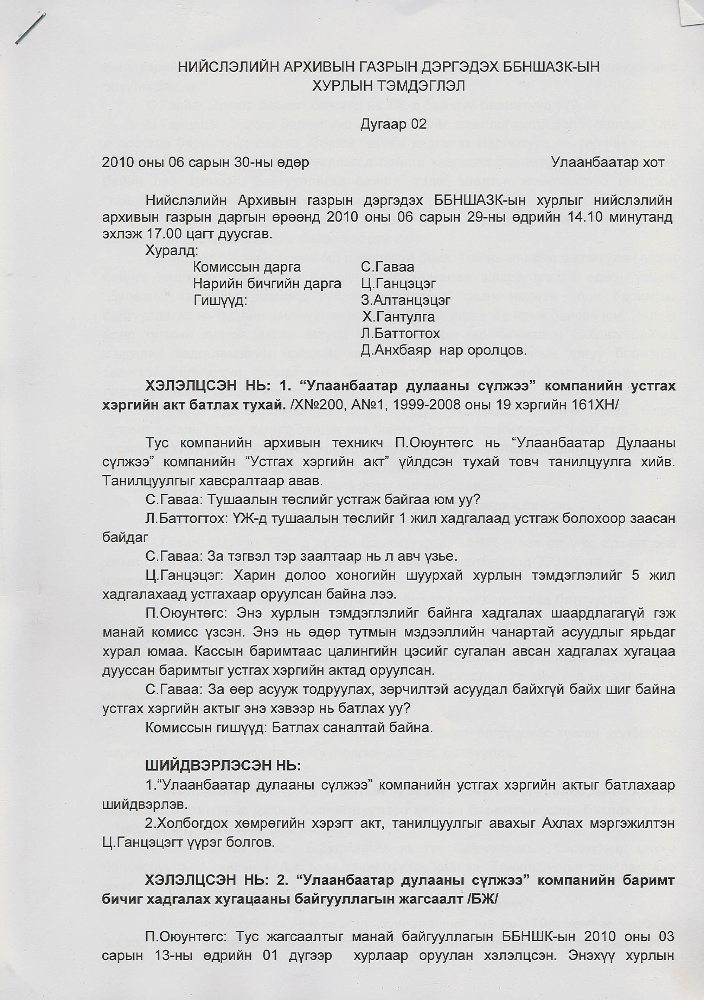 НИЙСЛЭЛИЙН АРХИВЫН ГАЗРЫН ДЭРГЭДЭХ ББНШАЗК-ЫН
ХУРЛЫН ТЭМДЭГЛЭЛ
Дугаар 02
2010 оны 06 сарын 30-ны өдөр Улаанбаатар хот
Нийслэлийн Архивын газрын дэргэдэх ББНШАЗК-ын хурлыг нийслэлийн
архивын газрын даргын өрөөнд 2010 оны 06 сарын 29-ны өдрийн 14.10 минутанд
эхлэж 17.00 цагт дуусгав.
Хуралд:
Комиссын дарга С.Гаваа
Нарийн бичгийн дарга Ц.Ганцэцэг
Гишүүд: З.Алтанцэцэг
Х.Гантулга
Л.Баттогтох
Д.Анхбаяр нар оролцов.
ХЭЛЭЛЦСЭН НЬ: 1. “Улаанбаатар дулааны сүлжээ” компанийн устгах
хэргийн акт батлах тухай. /Х№200, А№1, 1999-2008 оны 19 хэргийн 161ХН/
Тус компанийн архивын техникч П.Оюунтөгс нь “Улаанбаатар Дулааны
сүлжээ” компанийн “Устгах хэргийн акт” үйлдсэн тухай товч танилцуулга хийв.
Танилцуулгыг хавсралтаар авав.
С.Гаваа: Тушаалын төслийг устгаж байгаа юм уу?
Л.Баттогтох: ҮЖ-д тушаалын төслийг 1 жил хадгалаад устгаж болохоор заасан
байдаг
С.Гаваа: За тэгвэл тэр заалтаар нь л авч үзье.
Ц.Ганцэцэг: Харин долоо хоногийн шуурхай хурлын тэмдэглэлийг 5 жил
хадгалахаад устгахаар оруулсан байна лээ.
П.Оюунтөгс: Энэ хурлын тэмдэглэлийг байнга хадгалах шаардлагагүй гэж
манай комисс үзсэн. Энэ нь өдөр тутмын мэдээллийн чанартай асуудлыг ярьдаг
хурал юмаа. Кассын баримтаас цалингийн цэсийг сугалан авсан хадгалах хугацаа
дууссан баримтыг устгах хэргийн актад оруулсан.
С.Гаваа: За өөр асууж тодруулах, зөрчилтэй асуудал байхгүй байх шиг байна
устгах хэргийн актыг энэ хэвээр нь батлах уу?
Комиссын гишүүд: Батлах саналтай байна.
ШИЙДВЭРЛЭСЭН НЬ:
1.“Улаанбаатар дулааны сүлжээ” компанийн устгах хэргийн актыг батлахаар
шийдвэрлэв.
2.Холбогдох хөмрөгийн хэрэгт акт, танилцуулгыг авахыг Ахлах мэргэжилтэн
Ц.Ганцэцэгт үүрэг болгов.
ХЭЛЭЛЦСЭН НЬ: 2. “Улаанбаатар дулааны сүлжээ” компанийн баримт
бичиг хадгалах хугацааны байгууллагын жагсаалт /БЖ/
П.Оюунтөгс: Тус жагсаалтыг манай байгууллагын ББНШК-ын 2010 оны 03
сарын 13-ны өдрийн 01 дүгээр хурлаар оруулан хэлэлцсэн. Энэхүү хурлын